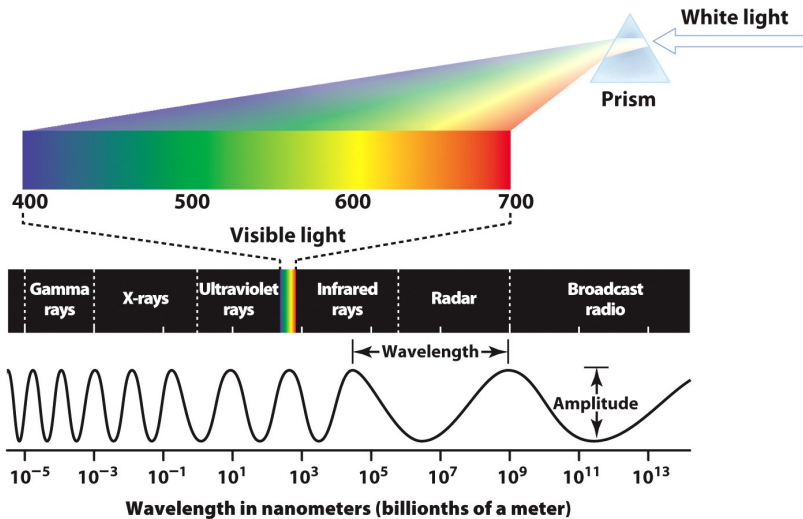 White light
Prism
400 500 600 700
Visible light
Gamma rays
X-rays
Ultraviolet rays
Infrared rays
Radar
Broadcast radio
Wavelength
Amplitude
10⁻⁵ 10⁻³ 10⁻¹ 10¹ 10³ 10⁵ 10⁷ 10⁹ 10¹¹ 10¹³
Wavelength in nanometers (billionths of a meter)